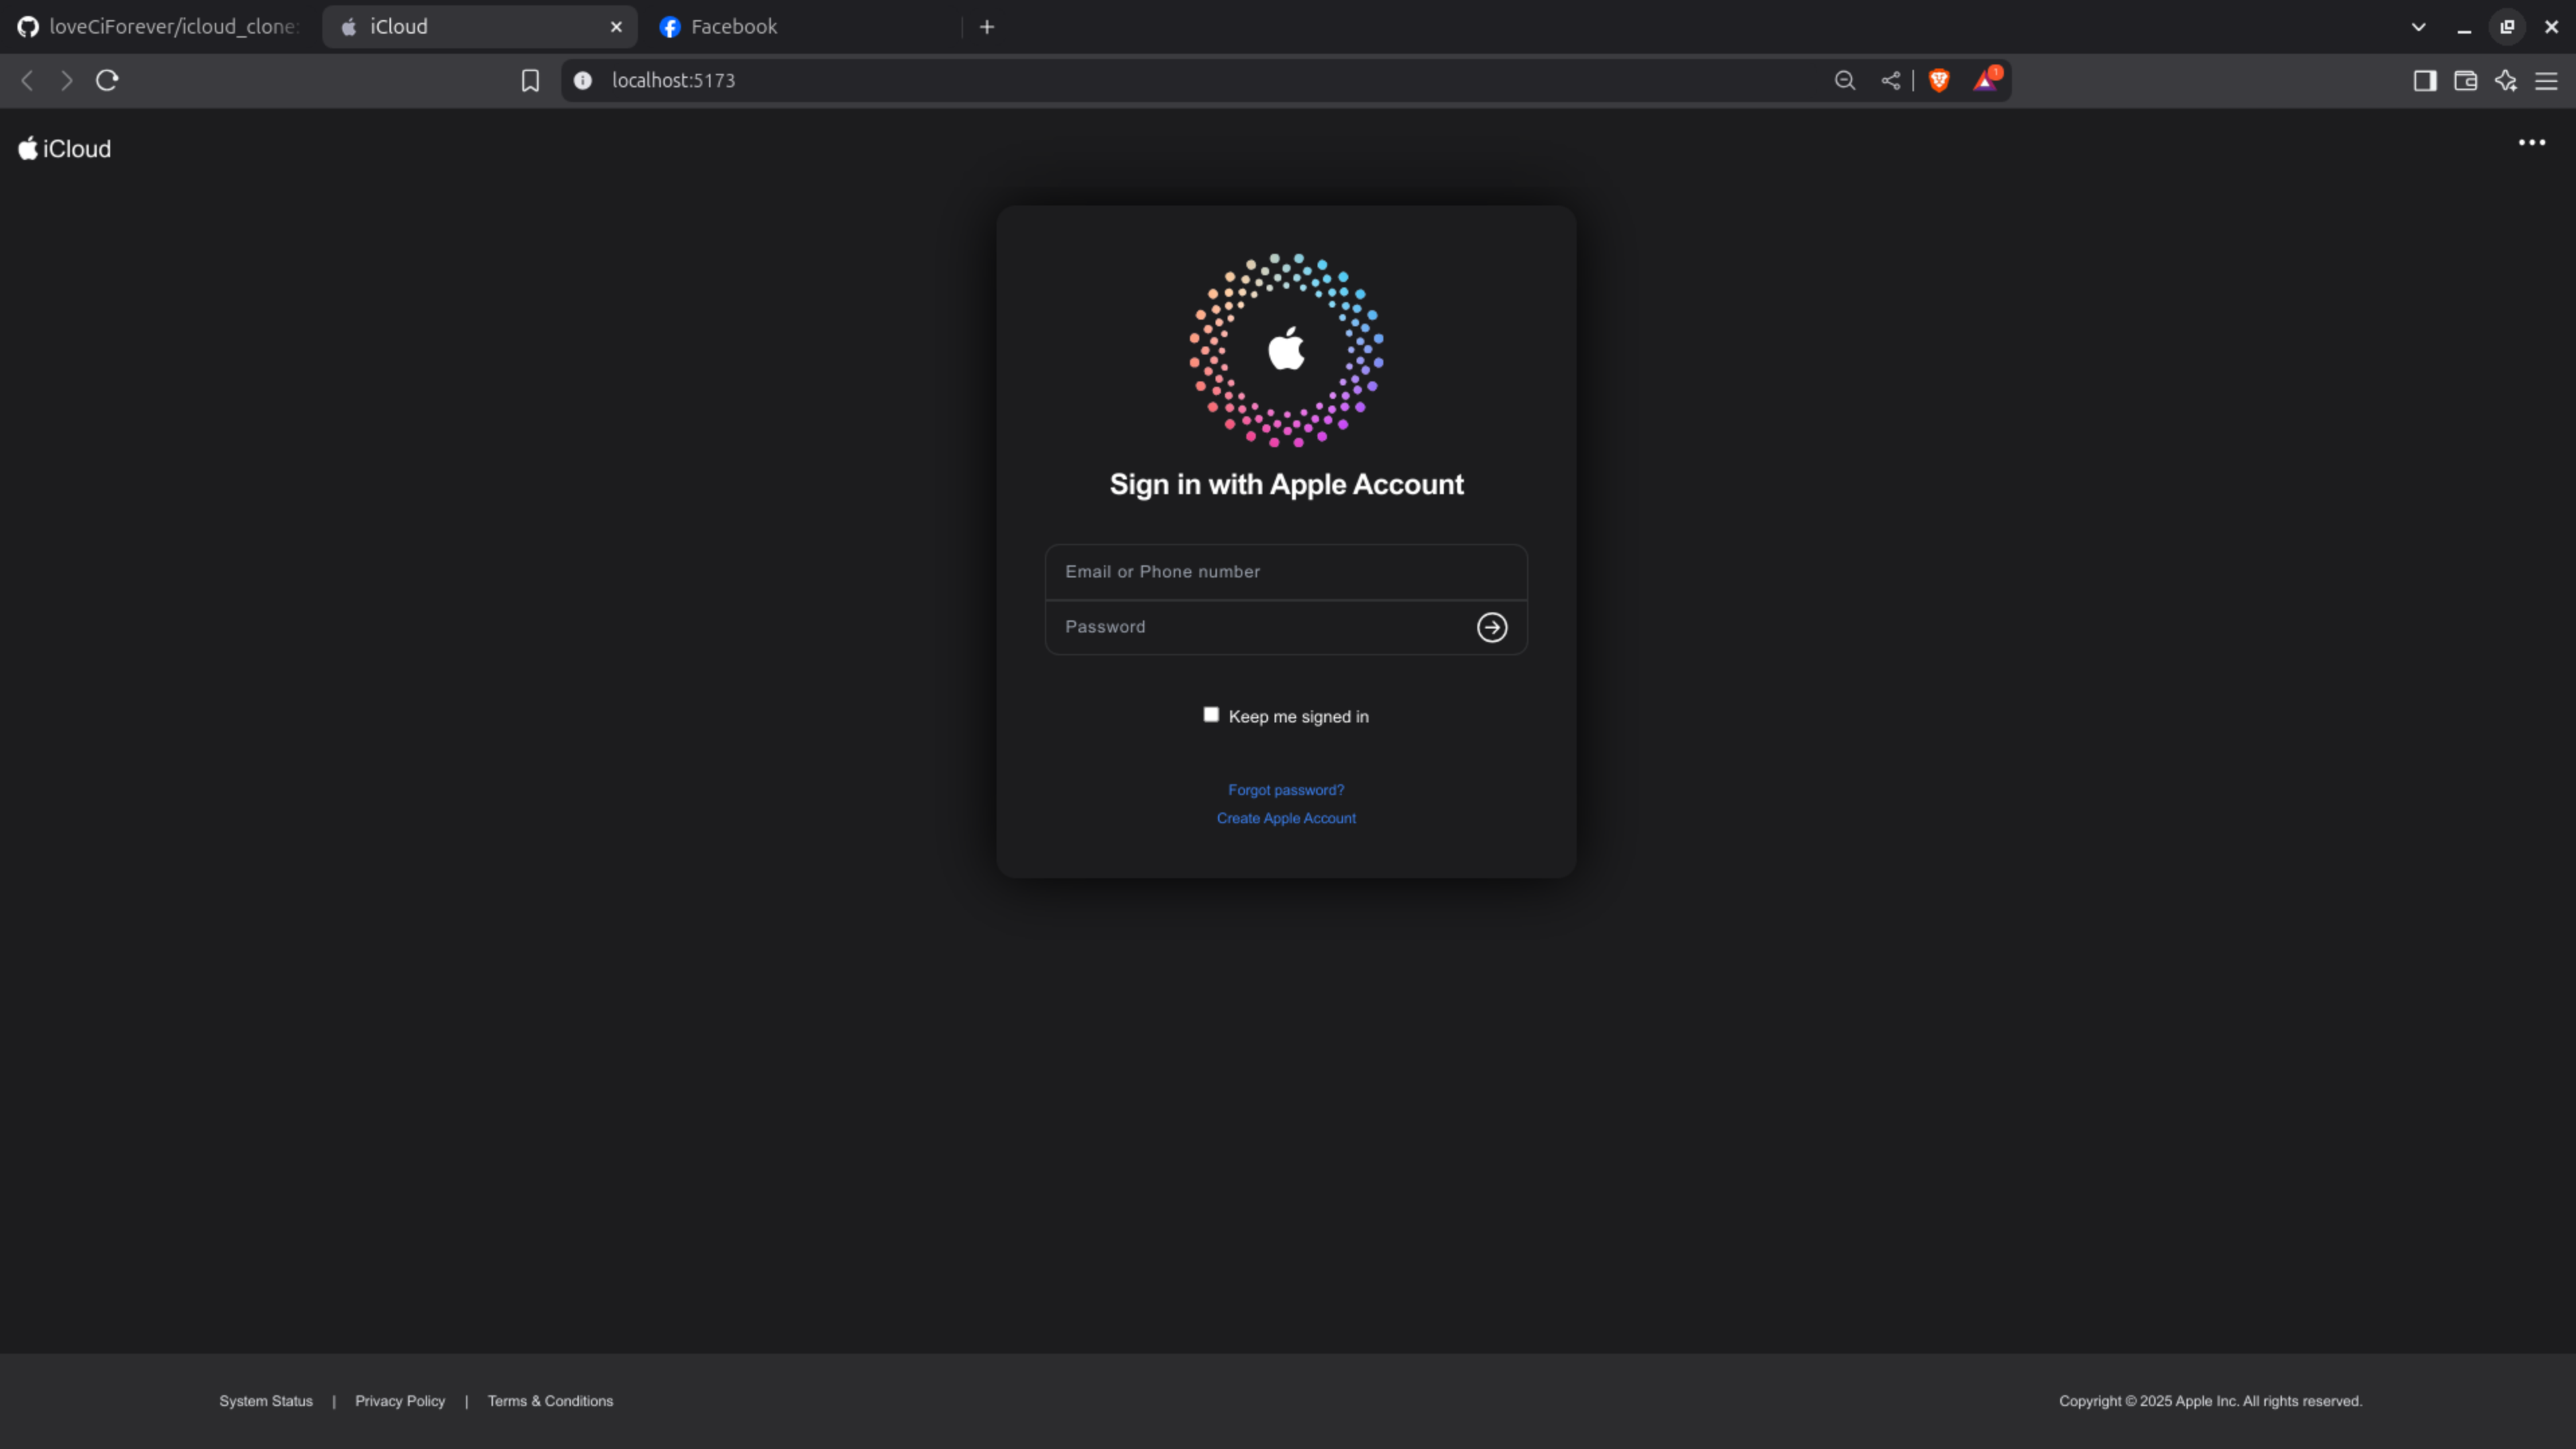 loveCiForever/icloud_clone:
iCloud
Facebook
localhost:5173
1
iCloud
Sign in with Apple Account
Email or Phone number
Password
Keep me signed in
Forgot password?
Create Apple Account
System Status | Privacy Policy | Terms & Conditions
Copyright © 2025 Apple Inc. All rights reserved.